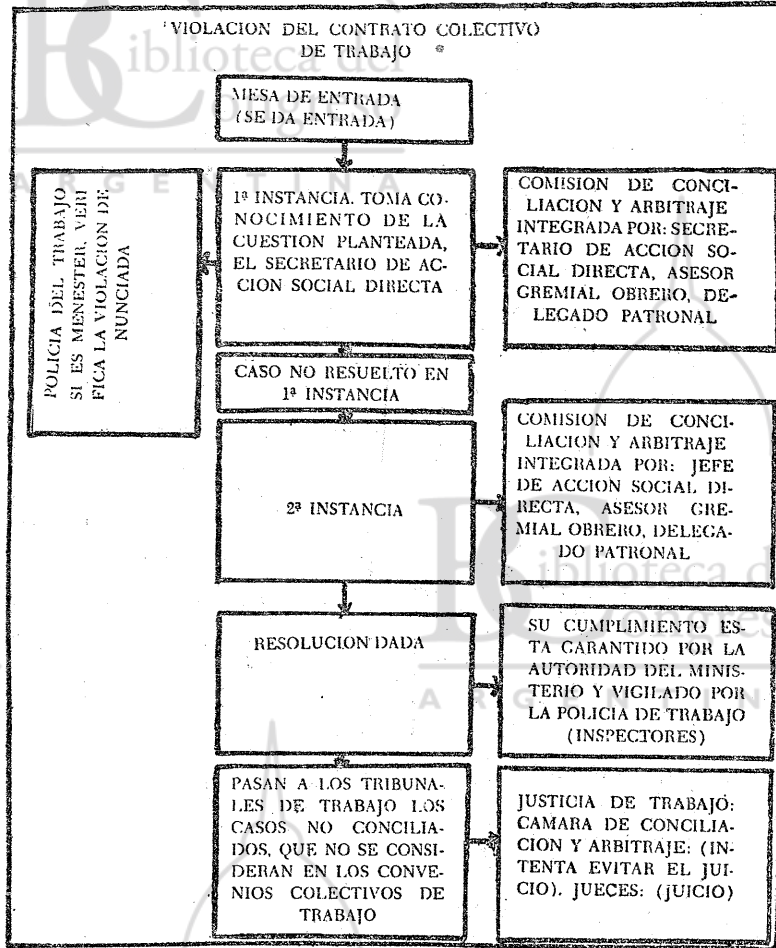 VIOLACION DEL CONTRATO COLECTIVO
DE TRABAJO
MESA DE ENTRADA
(SE DA ENTRADA)
POLICIA DEL TRABAJO
SI ES MENESTER, VERI
FICA LA VIOLACION DE
NUNCIADA
1ª INSTANCIA. TOMA CO-
NOCIMIENTO DE LA
CUESTION PLANTEADA,
EL SECRETARIO DE AC-
CION SOCIAL DIRECTA
COMISION DE CONCI-
LIACION Y ARBITRAJE
INTEGRADA POR: SECRE-
TARIO DE ACCION SO-
CIAL DIRECTA, ASESOR
GREMIAL OBRERO, DE-
LEGADO PATRONAL
CASO NO RESUELTO EN
1ª INSTANCIA
2ª INSTANCIA
COMISION DE CONCI-
LIACION Y ARBITRAJE
INTEGRADA POR: JEFE
DE ACCION SOCIAL DI-
RECTA, ASESOR GRE-
MIAL OBRERO, DELEGA-
DO PATRONAL
RESOLUCION DADA
SU CUMPLIMIENTO ES-
TA GARANTIDO POR LA
AUTORIDAD DEL MINIS-
TERIO Y VIGILADO POR
LA POLICIA DE TRABAJO
(INSPECTORES)
PASAN A LOS TRIBUNA-
LES DE TRABAJO LOS
CASOS NO CONCILIA-
DOS, QUE NO SE CONSI-
DERAN EN LOS CONVE-
NIOS COLECTIVOS DE
TRABAJO
JUSTICIA DE TRABAJO:
CAMARA DE CONCILIA-
CION Y ARBITRAJE: (IN-
TENTA EVITAR EL JUI-
CIO). JUECES: (JUICIO)
Biblioteca del
Congreso
ARGENTINA
Biblioteca d
Congres
ARGENTIN